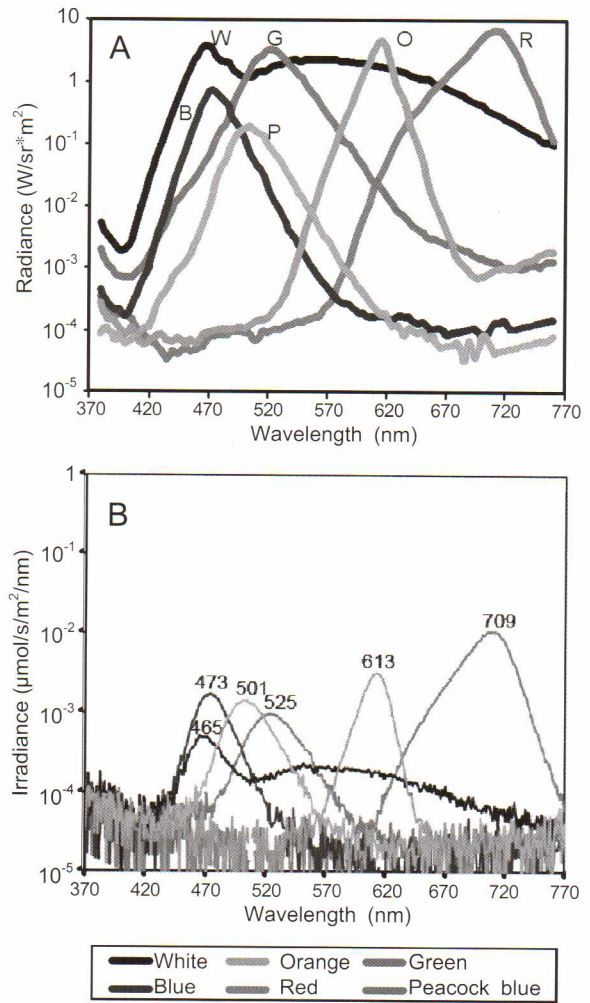 A
W
G
O
R
B
P
Radiance (W/sr*m2)
10
1
10-1
10-2
10-3
10-4
10-5
370 420 470 520 570 620 670 720 770
Wavelength (nm)
B
Irradiance (µmol/s/m2/nm)
1
10-1
10-2
10-3
10-4
10-5
473
501
525
465
613
709
370 420 470 520 570 620 670 720 770
Wavelength (nm)
White Orange Green
Blue Red Peacock blue